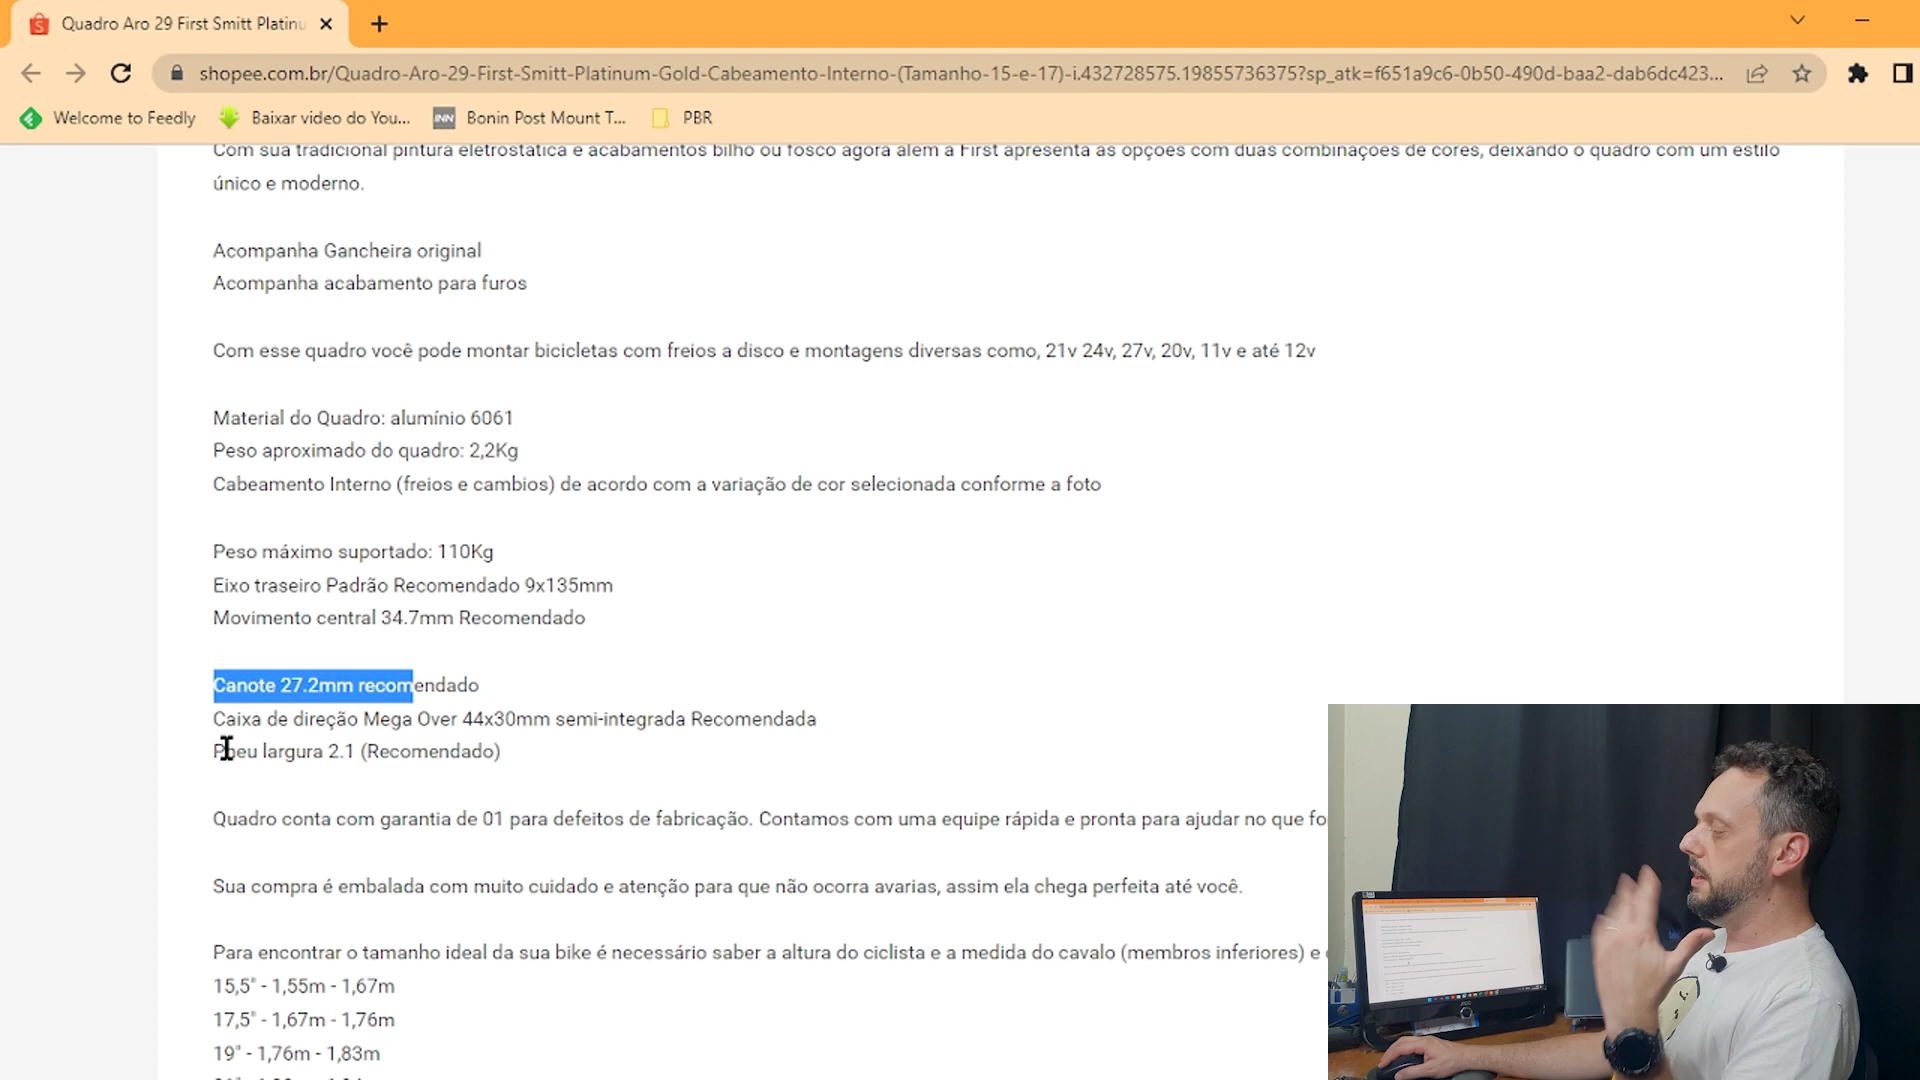 Quadro Aro 29 First Smitt Platinu
shopee.com.br/Quadro-Aro-29-First-Smitt-Platinum-Gold-Cabeamento-Interno-(Tamanho-15-e-17)-i.432728575.19855736375?sp_atk=f651a9c6-0b50-490d-baa2-dab6dc423...
Welcome to Feedly
Baixar video do You...
INN
Bonin Post Mount T...
PBR
Com sua tradicional pintura eletrostática e acabamentos bilho ou fosco agora além a First apresenta as opções com duas combinações de cores, deixando o quadro com um estilo
único e moderno.
Acompanha Gancheira original
Acompanha acabamento para furos
Com esse quadro você pode montar bicicletas com freios a disco e montagens diversas como, 21v 24v, 27v, 20v, 11v e até 12v
Material do Quadro: alumínio 6061
Peso aproximado do quadro: 2,2Kg
Cabeamento Interno (freios e cambios) de acordo com a variação de cor selecionada conforme a foto
Peso máximo suportado: 110Kg
Eixo traseiro Padrão Recomendado 9x135mm
Movimento central 34.7mm Recomendado
Canote 27.2mm recomendado
Caixa de direção Mega Over 44x30mm semi-integrada Recomendada
Pneu largura 2.1 (Recomendado)
Quadro conta com garantia de 01 para defeitos de fabricação. Contamos com uma equipe rápida e pronta para ajudar no que fo
Sua compra é embalada com muito cuidado e atenção para que não ocorra avarias, assim ela chega perfeita até você.
Para encontrar o tamanho ideal da sua bike é necessário saber a altura do ciclista e a medida do cavalo (membros inferiores) e
15,5" - 1,55m - 1,67m
17,5" - 1,67m - 1,76m
19" - 1,76m - 1,83m